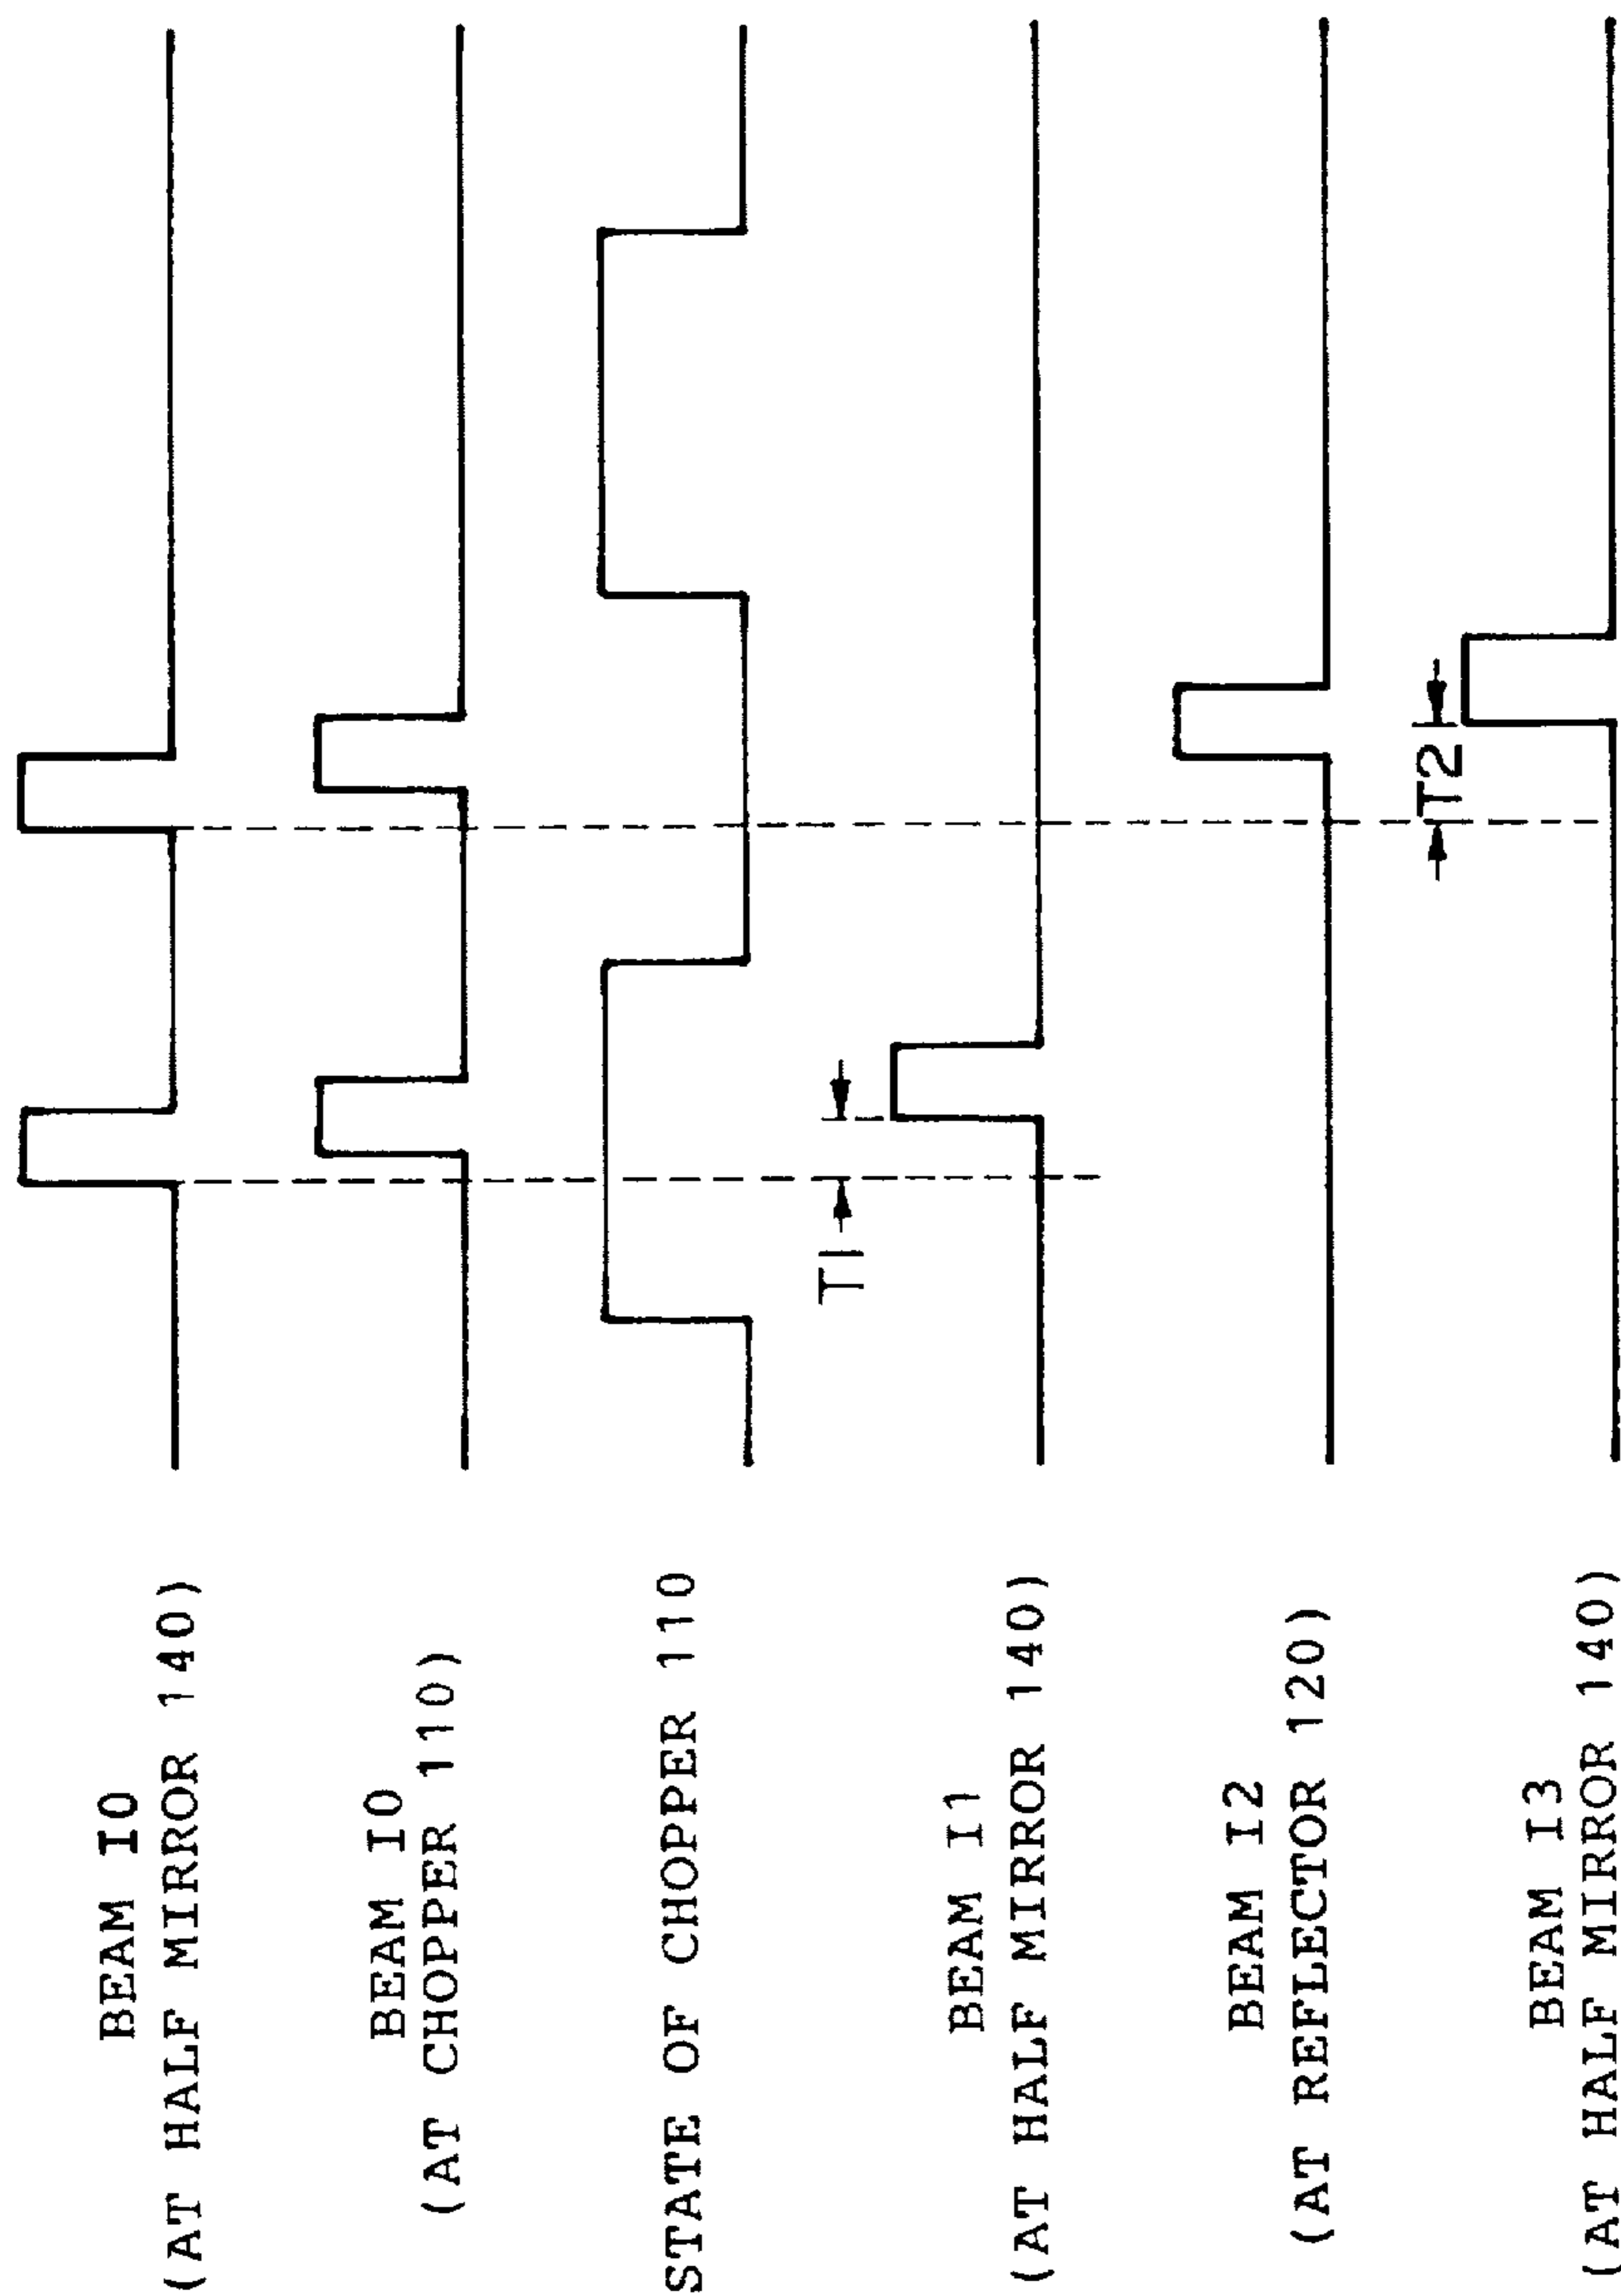 BEAM I0
(AT HALF MIRROR 140)
BEAM I0
(AT CHOPPER 110)
STATE OF CHOPPER 110
T1
BEAM I1
(AT HALF MIRROR 140)
BEAM I2
(AT REFLECTOR 120)
T2
BEAM I3
(AT HALF MIRROR 140)